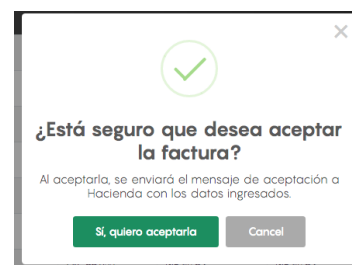 ¿Está seguro que desea aceptar
la factura?
Al aceptarla, se enviará el mensaje de aceptación a
Hacienda con los datos ingresados.
Sí, quiero aceptarla
Cancel